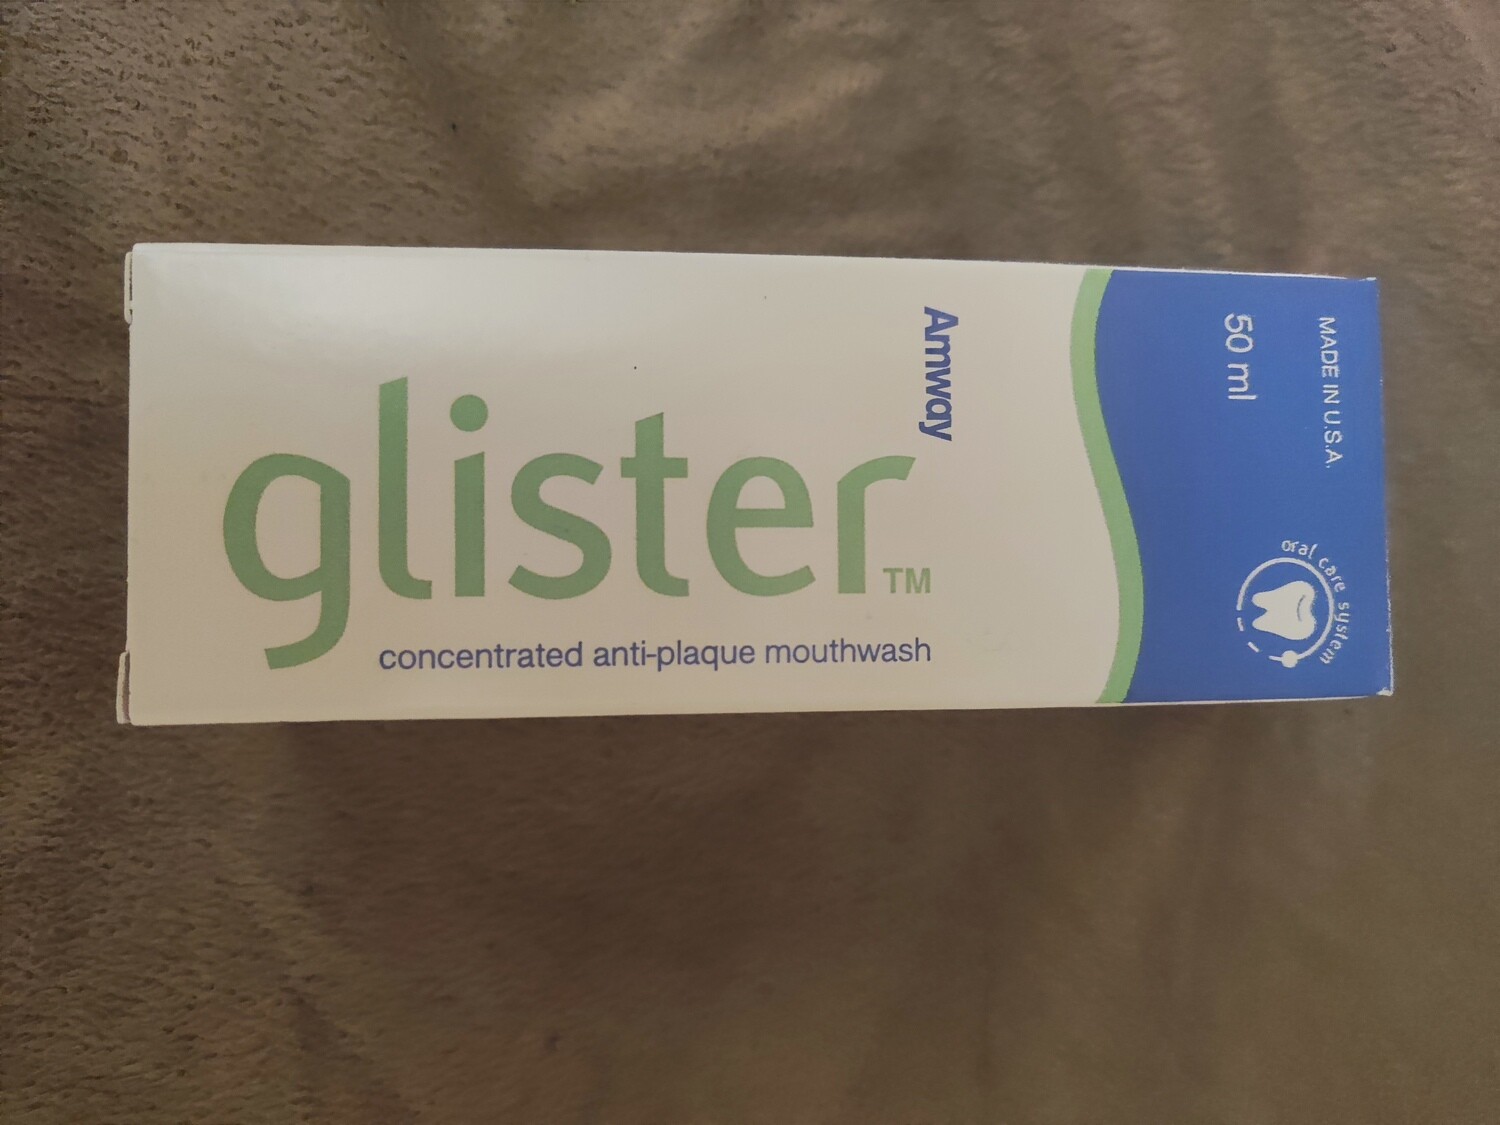 Amway
glister™
concentrated anti-plaque mouthwash
50 ml
MADE IN U.S.A.
oral care system